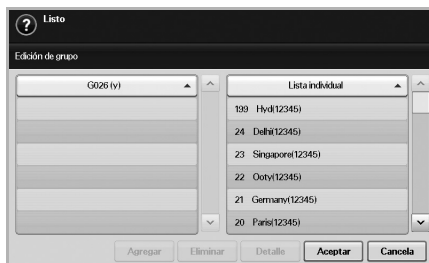 Listo
Edición de grupo
G026 (y)
Lista individual
199 Hyd(12345)
24 Delhi(12345)
23 Singapore(12345)
22 Ooty(12345)
21 Germany(12345)
20 Paris(12345)
Agregar Eliminar Detalle Aceptar Cancela